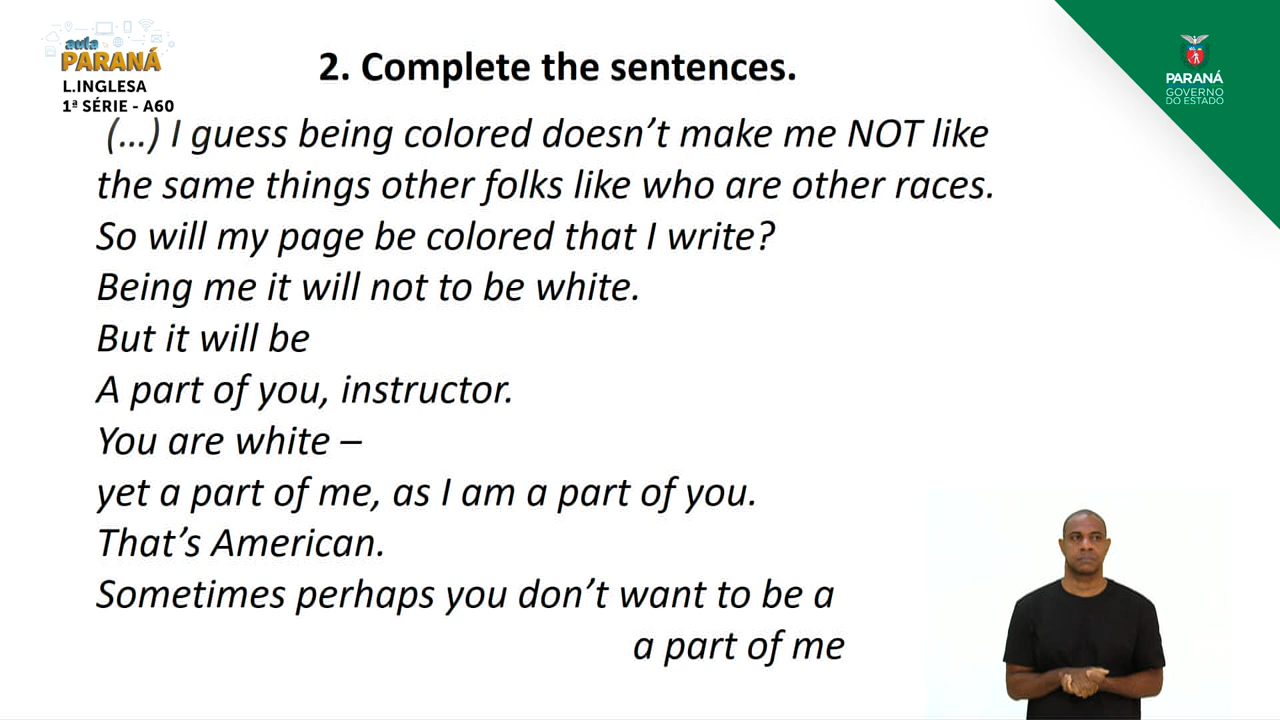 aula
PARANÁ
L.INGLESA
1ª SÉRIE - A60
2. Complete the sentences.
PARANÁ
GOVERNO
DO ESTADO
(...) I guess being colored doesn’t make me NOT like
the same things other folks like who are other races.
So will my page be colored that I write?
Being me it will not to be white.
But it will be
A part of you, instructor.
You are white –
yet a part of me, as I am a part of you.
That’s American.
Sometimes perhaps you don’t want to be a
a part of me